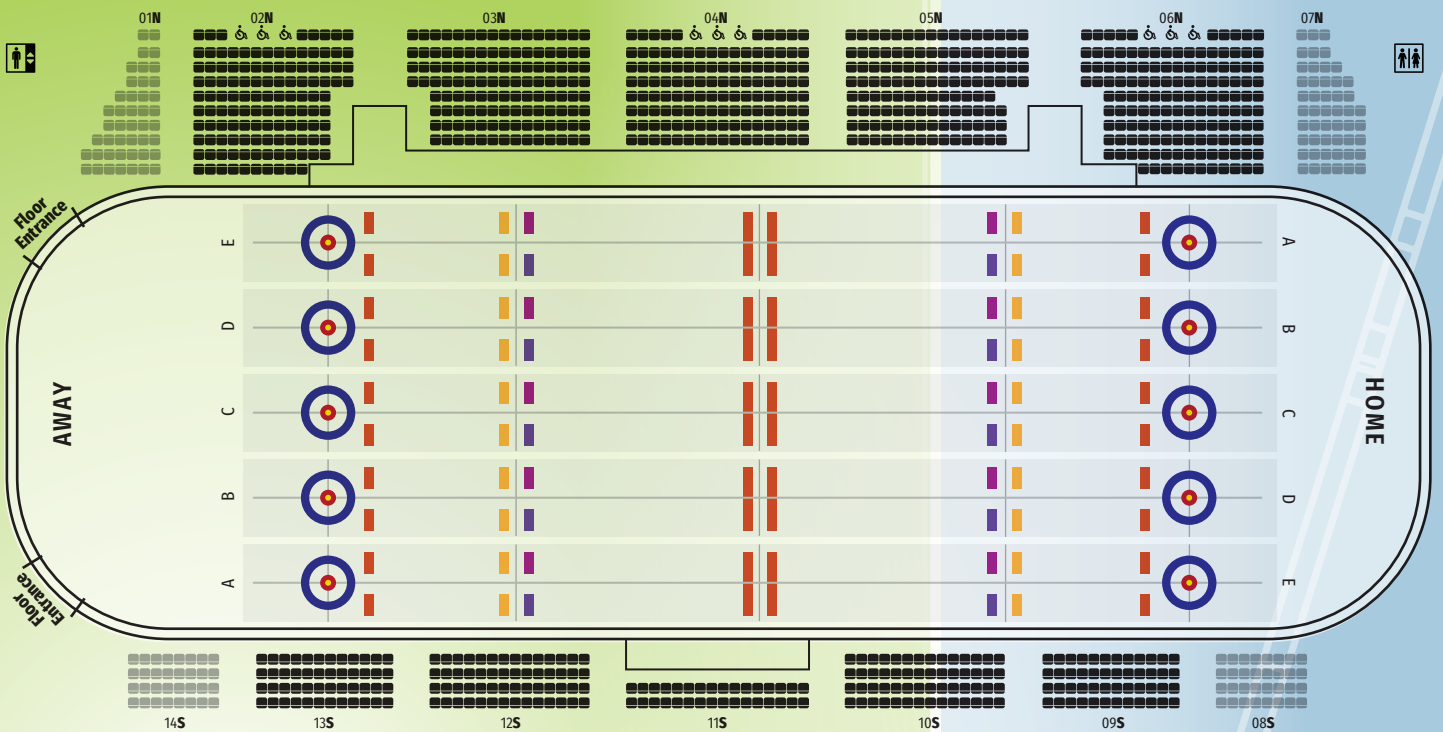 01N
02N
03N
04N
05N
06N
07N
Floor
Entrance
E
A
D
B
AWAY
C
C
HOME
B
D
A
E
Floor
Entrance
14S
13S
12S
11S
10S
09S
08S